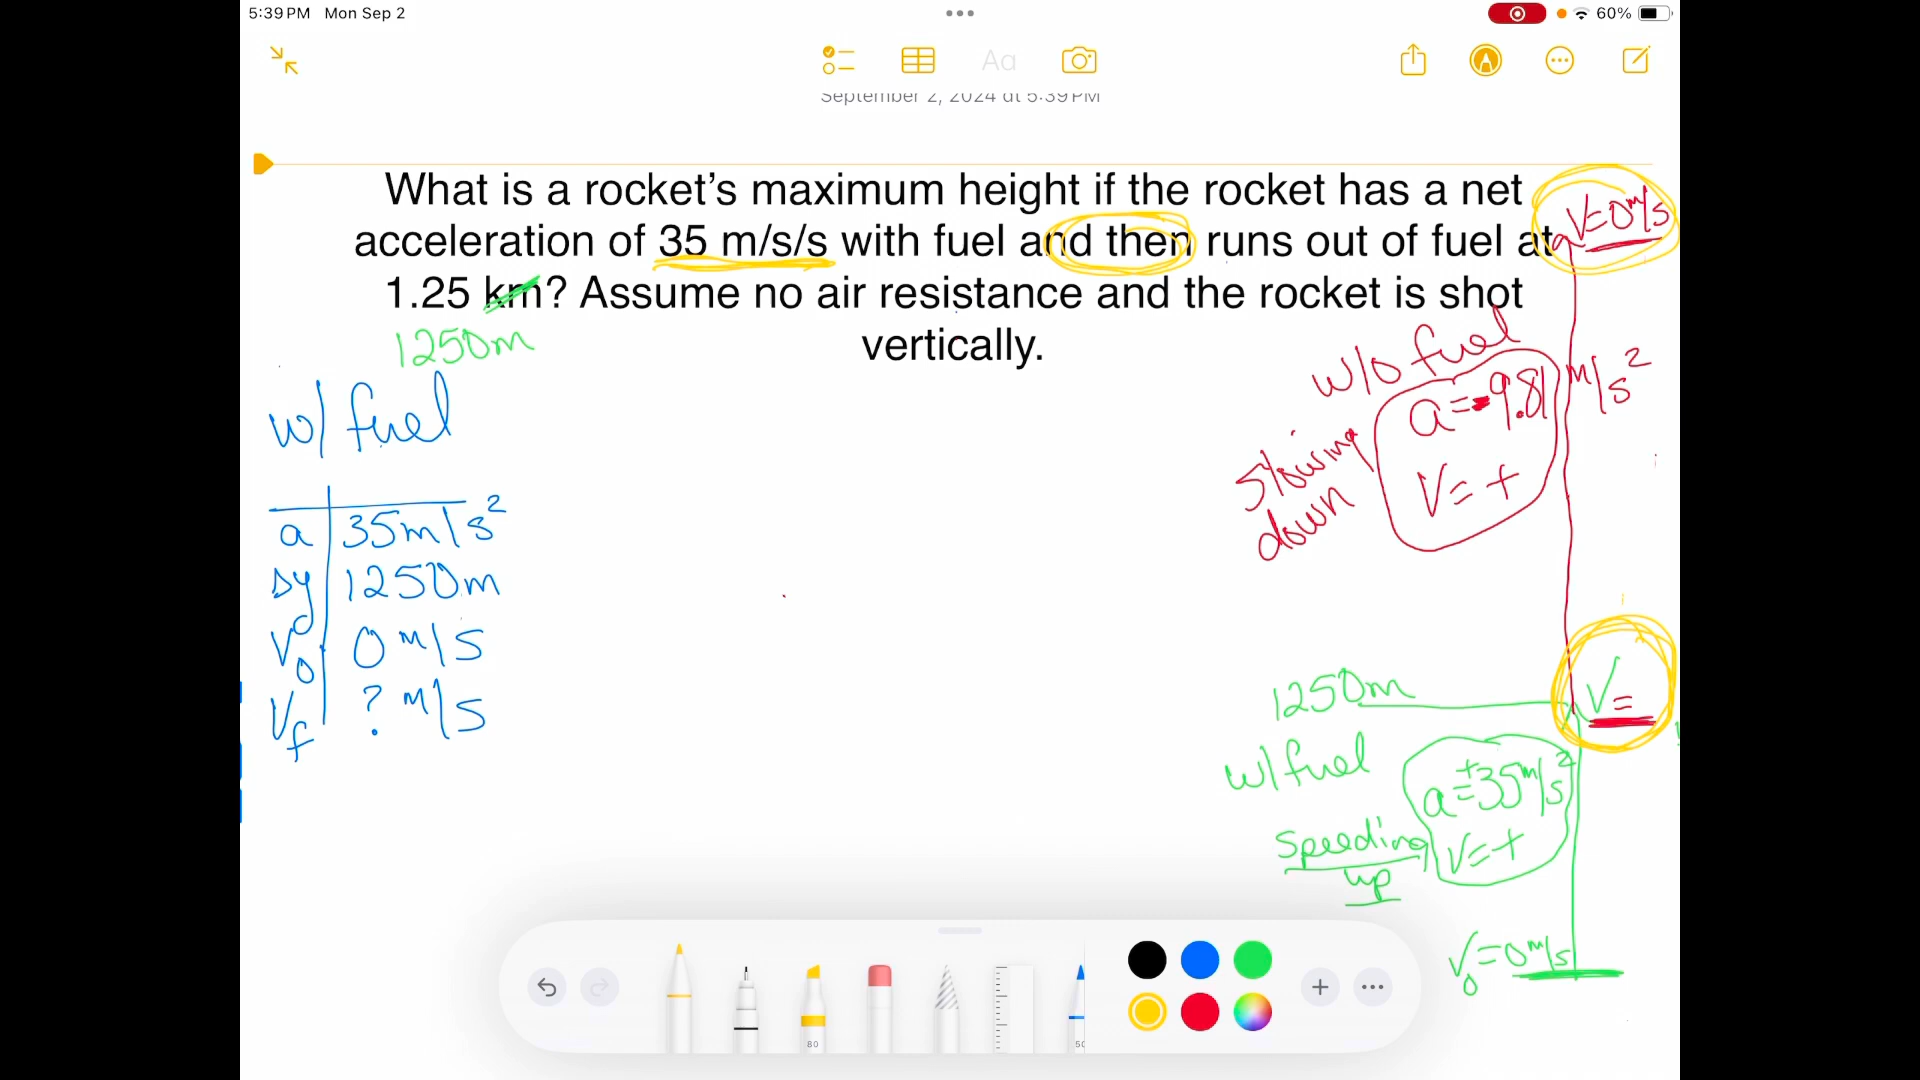 5:39 PM Mon Sep 2
60%
Aa
September 2, 2024 at 5:39 PM
What is a rocket's maximum height if the rocket has a net
acceleration of 35 m/s/s with fuel and then runs out of fuel at
1.25 km? Assume no air resistance and the rocket is shot
vertically.
V=0 m/s
1250m
w/ fuel
a 35m/s²
Δy 1250m
V₀ 0 m/s
Vf ? m/s
w/o fuel
a=-9.81 m/s²
V=+
slowing
down
1250m
V=
w/fuel
a=+35m/s²
V=+
speeding
up
V₀=0m/s
80
50